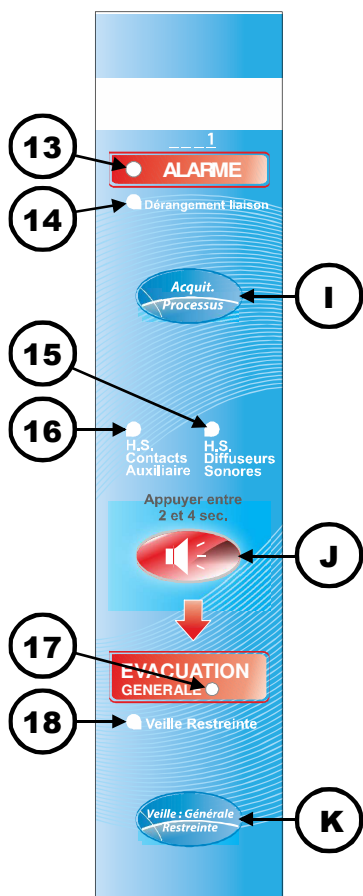 ___1
13
ALARME
14
Dérangement liaison
Acquit.
Processus
I
15
16
H.S.
Contacts
Auxiliaire
H.S.
Diffuseurs
Sonores
Appuyer entre
2 et 4 sec,
J
17
EVACUATION
GENERALE
18
Veille Restreinte
Veille : Générale
Restreinte
K